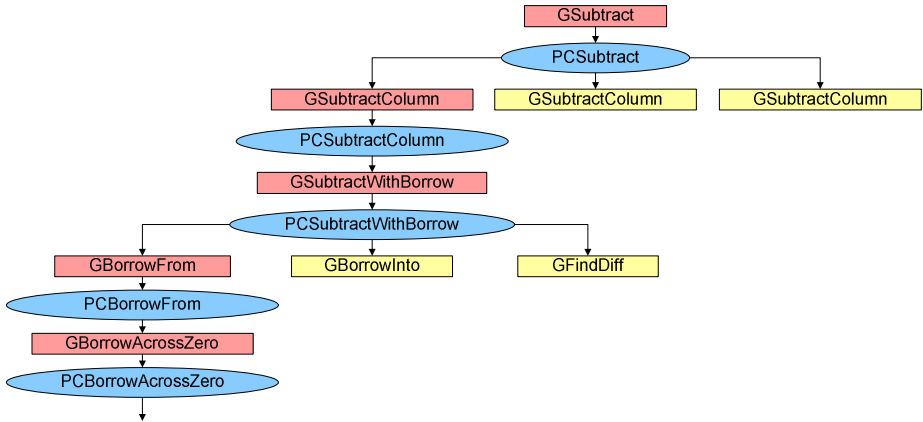 GSubtract
PCSubtract
GSubtractColumn
GSubtractColumn
GSubtractColumn
PCSubtractColumn
GSubtractWithBorrow
PCSubtractWithBorrow
GBorrowFrom
GBorrowInto
GFindDiff
PCBorrowFrom
GBorrowAcrossZero
PCBorrowAcrossZero